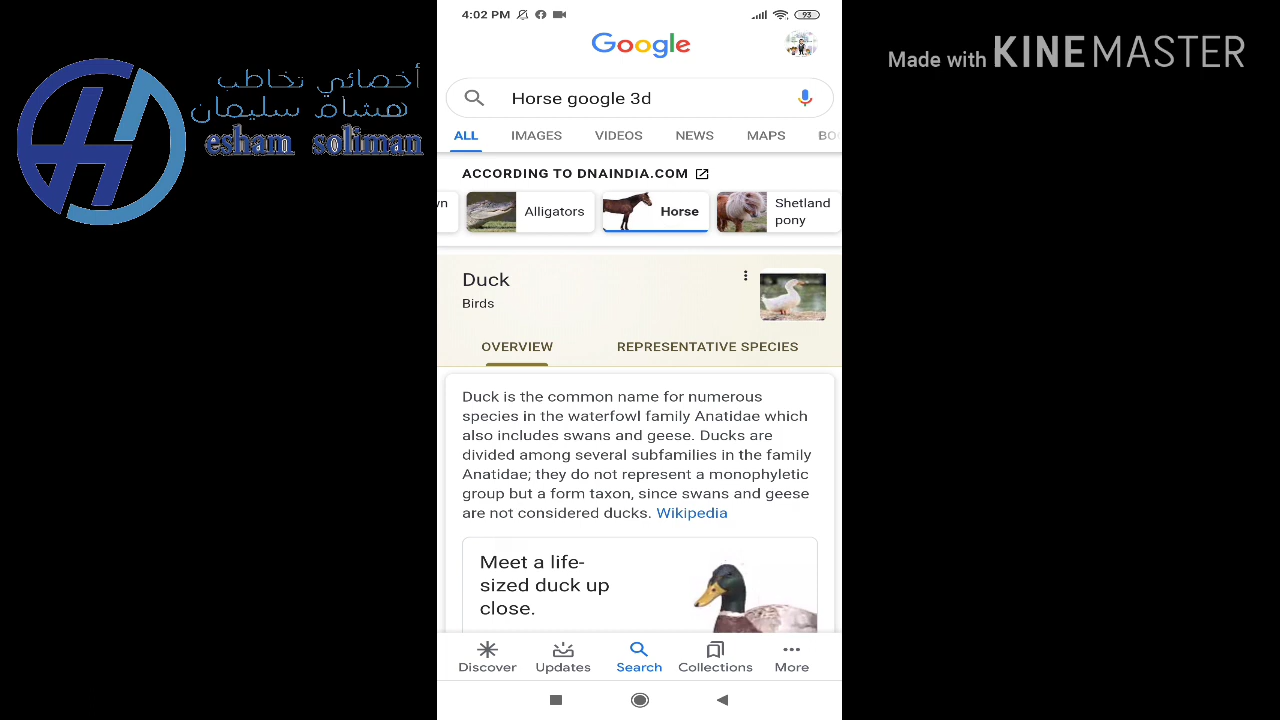 أخصائي تخاطب
هشام سليمان
esham soliman
Made with KINEMASTER
4:02 PM
93
Google
Horse google 3d
ALL IMAGES VIDEOS NEWS MAPS BO
ACCORDING TO DNAINDIA.COM
wn Alligators Horse Shetland pony
Duck
Birds
OVERVIEW REPRESENTATIVE SPECIES
Duck is the common name for numerous
species in the waterfowl family Anatidae which
also includes swans and geese. Ducks are
divided among several subfamilies in the family
Anatidae; they do not represent a monophyletic
group but a form taxon, since swans and geese
are not considered ducks. Wikipedia
Meet a life-
sized duck up
close.
Discover Updates Search Collections More